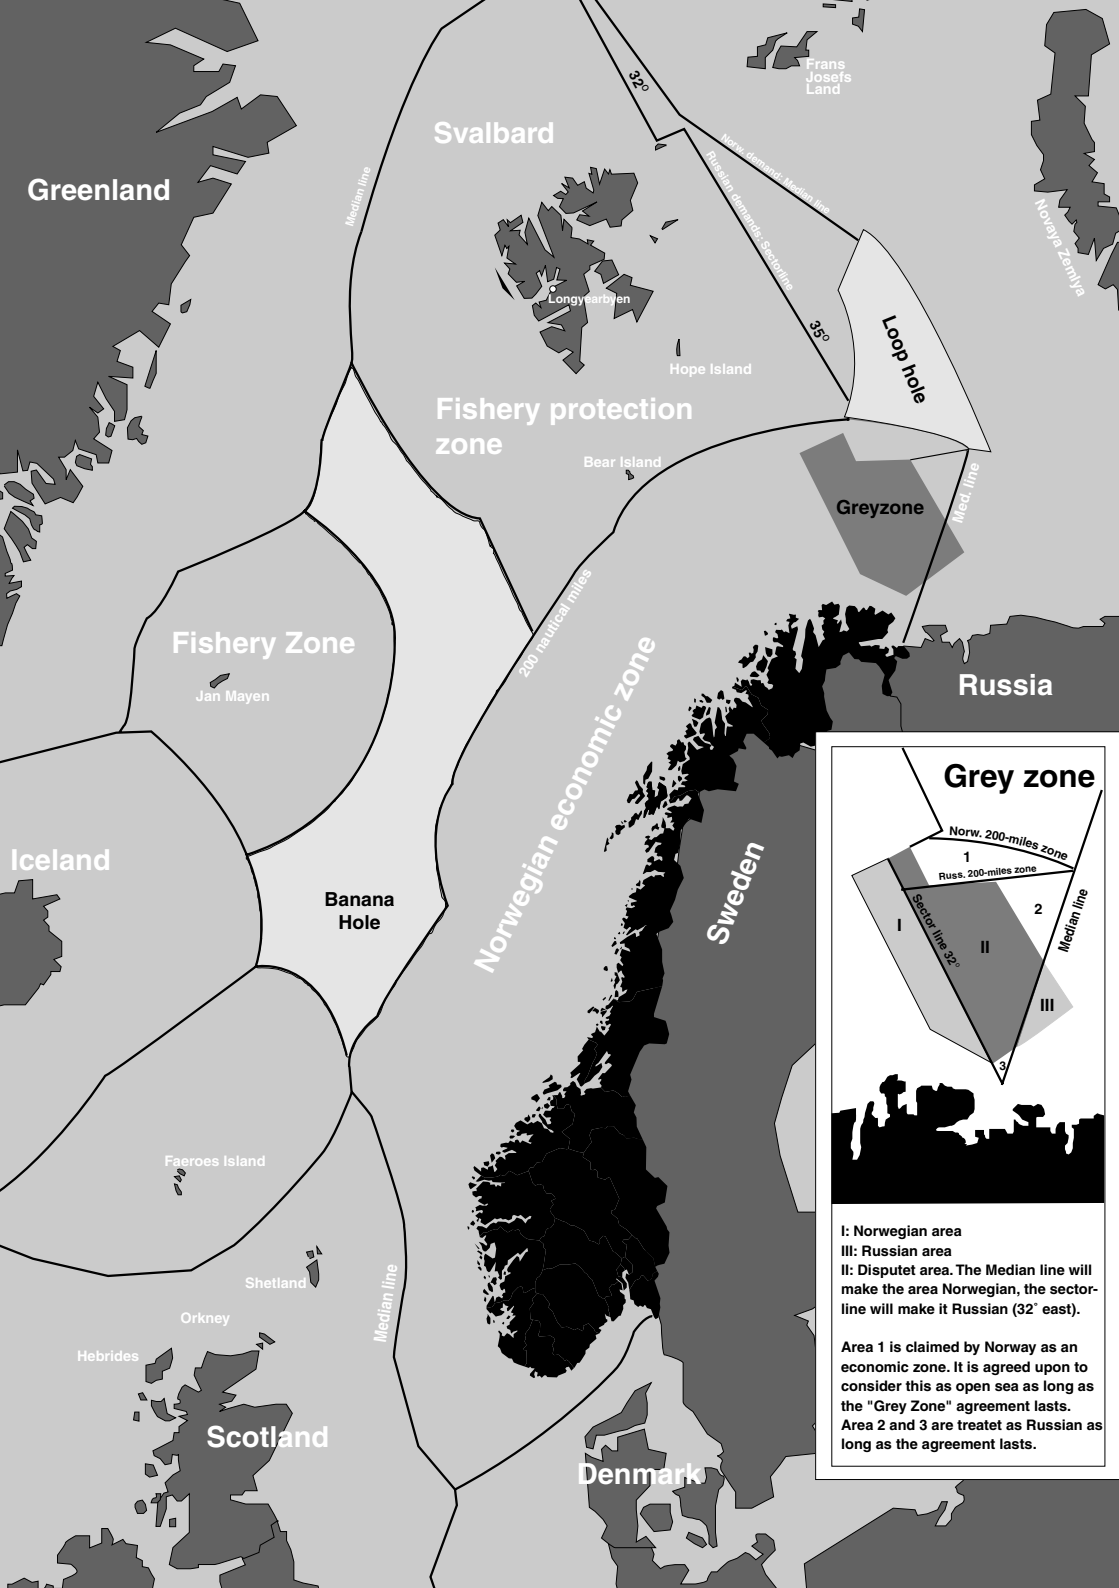 Frans
Josefs
Land
32°
Svalbard
Norw. demand: Median line
Greenland
Median line
Russian demands: Sectorline
Novaya Zemlya
Longyearbyen
35°
Loop hole
Hope Island
Fishery protection
zone
Bear Island
Med. line
Greyzone
200 nautical miles
Fishery Zone
Jan Mayen
Norwegian economic zone
Russia
Iceland
Banana
Hole
Sweden
Faeroes Island
Shetland
Median line
Orkney
Hebrides
Scotland
Denmark
Grey zone
Norw. 200-miles zone
1
Russ. 200-miles zone
2
I
Sector line 32°
II
Median line
III
3
I: Norwegian area
III: Russian area
II: Disputet area. The Median line will
make the area Norwegian, the sector-
line will make it Russian (32° east).
Area 1 is claimed by Norway as an
economic zone. It is agreed upon to
consider this as open sea as long as
the "Grey Zone" agreement lasts.
Area 2 and 3 are treatet as Russian as
long as the agreement lasts.